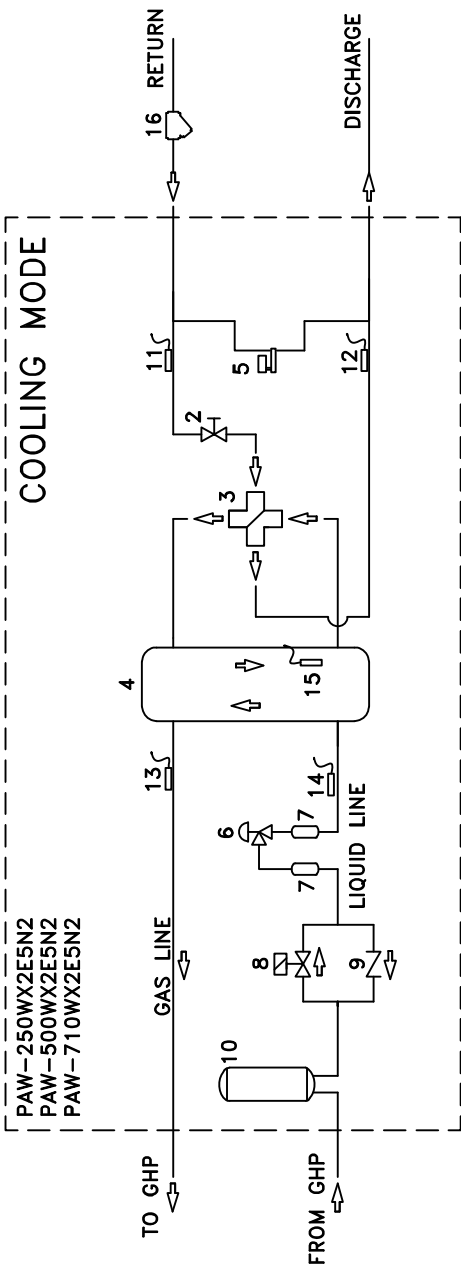 COOLING MODE
PAW-250WX2E5N2
PAW-500WX2E5N2
PAW-710WX2E5N2
TO GHP
GAS LINE
13
4
11
16
RETURN
2
3
FROM GHP
10
8
9
7
6
7
LIQUID LINE
14
15
5
12
DISCHARGE